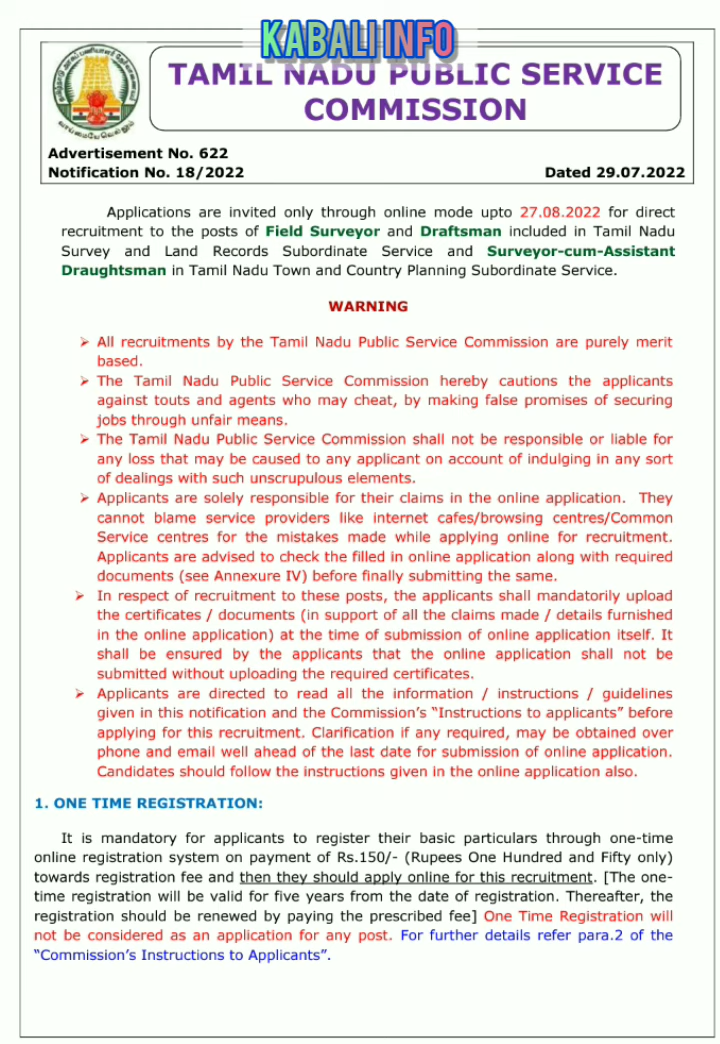 KABALI INFO
TAMIL NADU PUBLIC SERVICE
COMMISSION
வாய்மையே வெல்லும்
Advertisement No. 622
Notification No. 18/2022 Dated 29.07.2022
Applications are invited only through online mode upto 27.08.2022 for direct
recruitment to the posts of Field Surveyor and Draftsman included in Tamil Nadu
Survey and Land Records Subordinate Service and Surveyor-cum-Assistant
Draughtsman in Tamil Nadu Town and Country Planning Subordinate Service.
WARNING
➢ All recruitments by the Tamil Nadu Public Service Commission are purely merit
based.
➢ The Tamil Nadu Public Service Commission hereby cautions the applicants
against touts and agents who may cheat, by making false promises of securing
jobs through unfair means.
➢ The Tamil Nadu Public Service Commission shall not be responsible or liable for
any loss that may be caused to any applicant on account of indulging in any sort
of dealings with such unscrupulous elements.
➢ Applicants are solely responsible for their claims in the online application. They
cannot blame service providers like internet cafes/browsing centres/Common
Service centres for the mistakes made while applying online for recruitment.
Applicants are advised to check the filled in online application along with required
documents (see Annexure IV) before finally submitting the same.
➢ In respect of recruitment to these posts, the applicants shall mandatorily upload
the certificates / documents (in support of all the claims made / details furnished
in the online application) at the time of submission of online application itself. It
shall be ensured by the applicants that the online application shall not be
submitted without uploading the required certificates.
➢ Applicants are directed to read all the information / instructions / guidelines
given in this notification and the Commission's "Instructions to applicants" before
applying for this recruitment. Clarification if any required, may be obtained over
phone and email well ahead of the last date for submission of online application.
Candidates should follow the instructions given in the online application also.
1. ONE TIME REGISTRATION:
It is mandatory for applicants to register their basic particulars through one-time
online registration system on payment of Rs.150/- (Rupees One Hundred and Fifty only)
towards registration fee and then they should apply online for this recruitment. [The one-
time registration will be valid for five years from the date of registration. Thereafter, the
registration should be renewed by paying the prescribed fee] One Time Registration will
not be considered as an application for any post. For further details refer para.2 of the
"Commission's Instructions to Applicants".